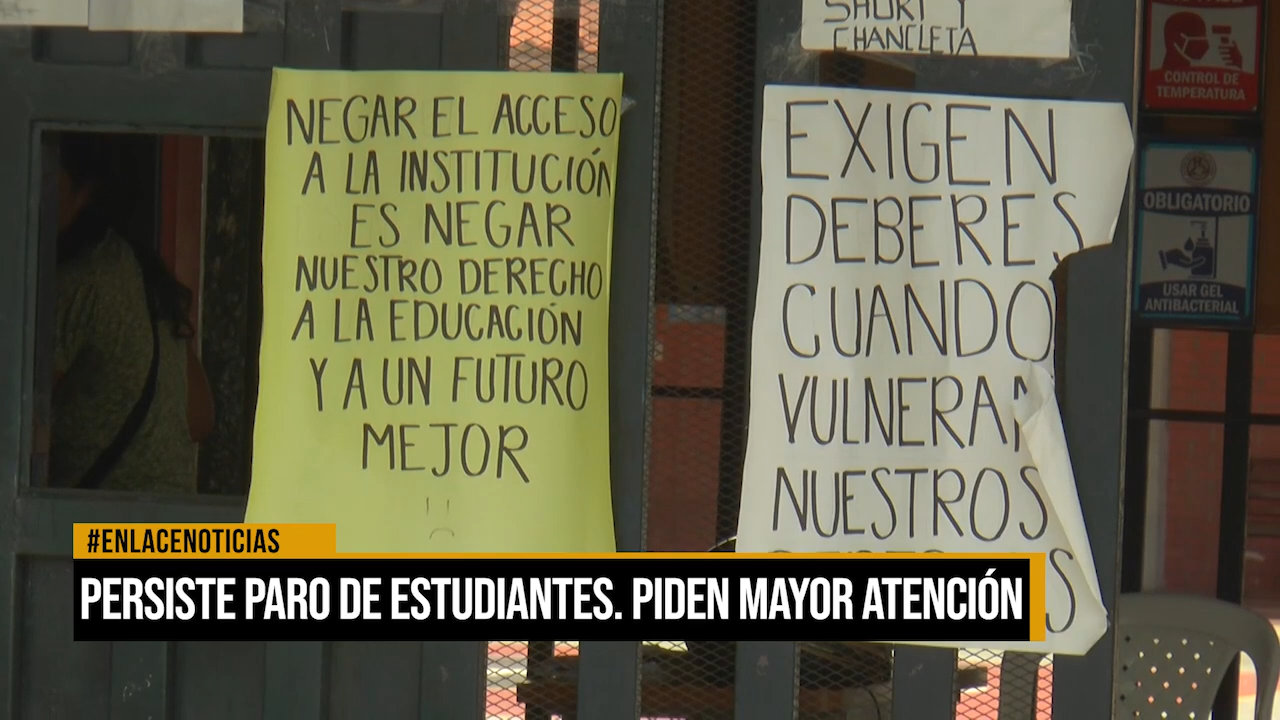 SHORT Y
CHANCLETA
NEGAR EL ACCESO
A LA INSTITUCIÓN
ES NEGAR
NUESTRO DERECHO
A LA EDUCACIÓN
Y A UN FUTURO
MEJOR
EXIGEN
DEBERES
CUANDO
VULNERAN
NUESTROS
CONTROL DE
TEMPERATURA
OBLIGATORIO
USAR GEL
ANTIBACTERIAL
#ENLACENOTICIAS
PERSISTE PARO DE ESTUDIANTES. PIDEN MAYOR ATENCIÓN